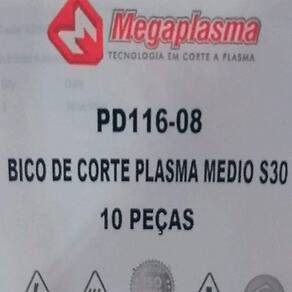 Megaplasma
TECNOLOGIA EM CORTE A PLASMA
PD116-08
BICO DE CORTE PLASMA MEDIO S30
10 PEÇAS